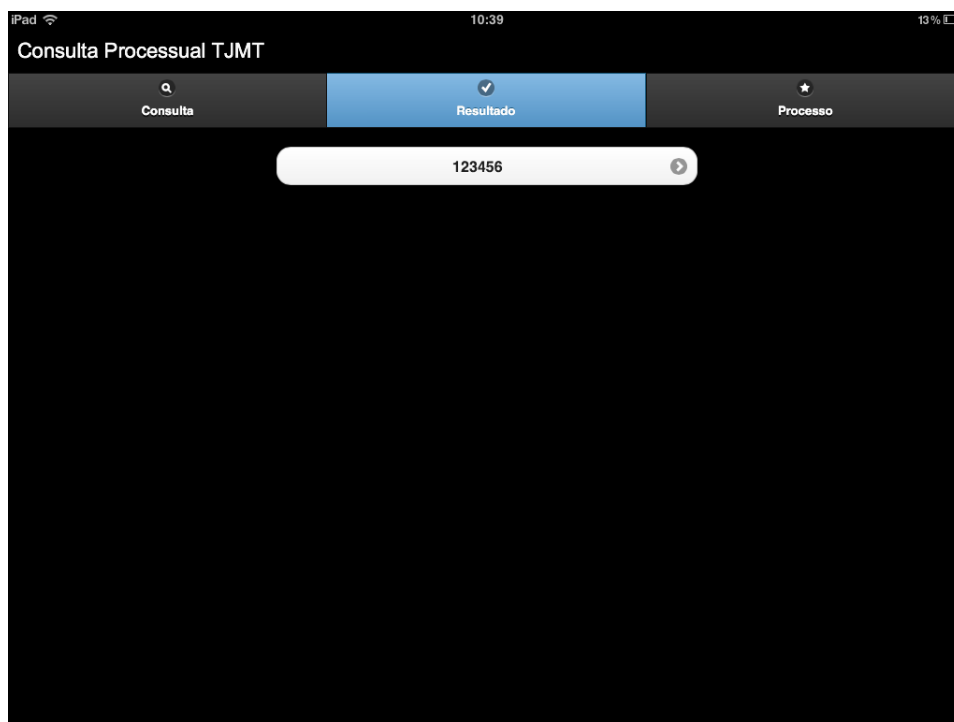 iPad 10:39 13%
Consulta Processual TJMT
Consulta Resultado Processo
123456